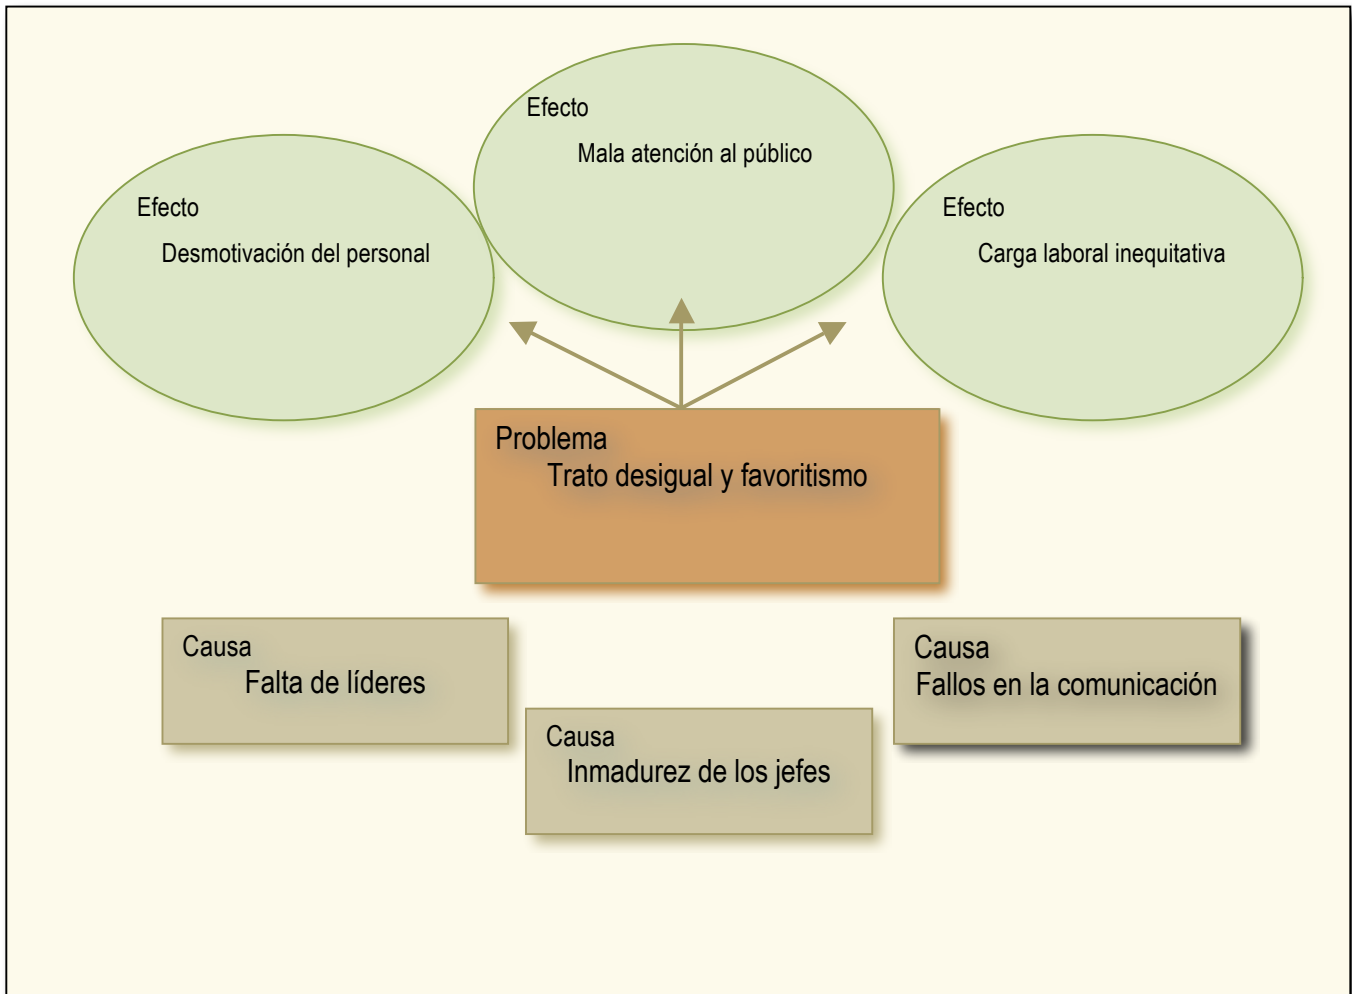 Efecto
Mala atención al público
Efecto
Desmotivación del personal
Efecto
Carga laboral inequitativa
Problema
Trato desigual y favoritismo
Causa
Falta de líderes
Causa
Inmadurez de los jefes
Causa
Fallos en la comunicación